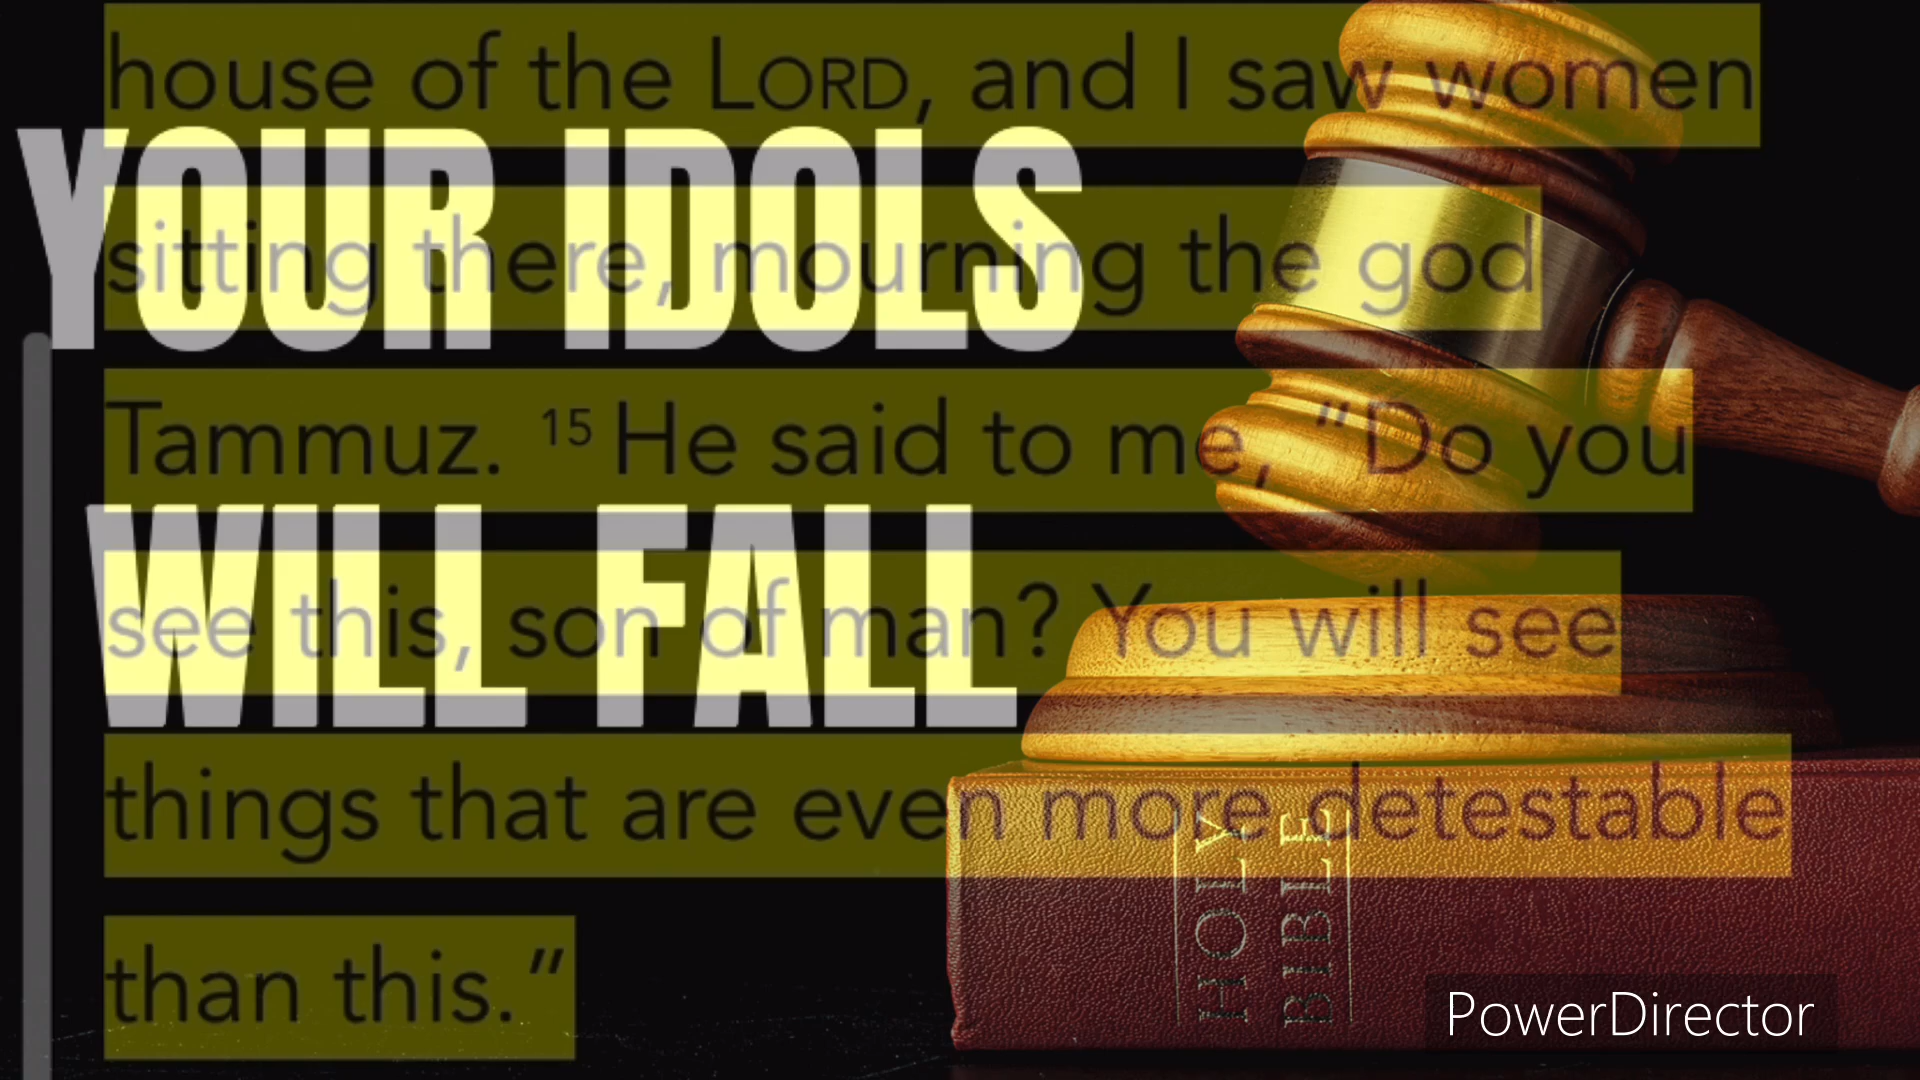 house of the LORD, and I saw women
YOUR IDOLS
sitting there, mourning the god
Tammuz. 15 He said to me, “Do you
WILL FALL
see this, son of man? You will see
things that are even more detestable
than this.”
HOLY
BIBLE
PowerDirector